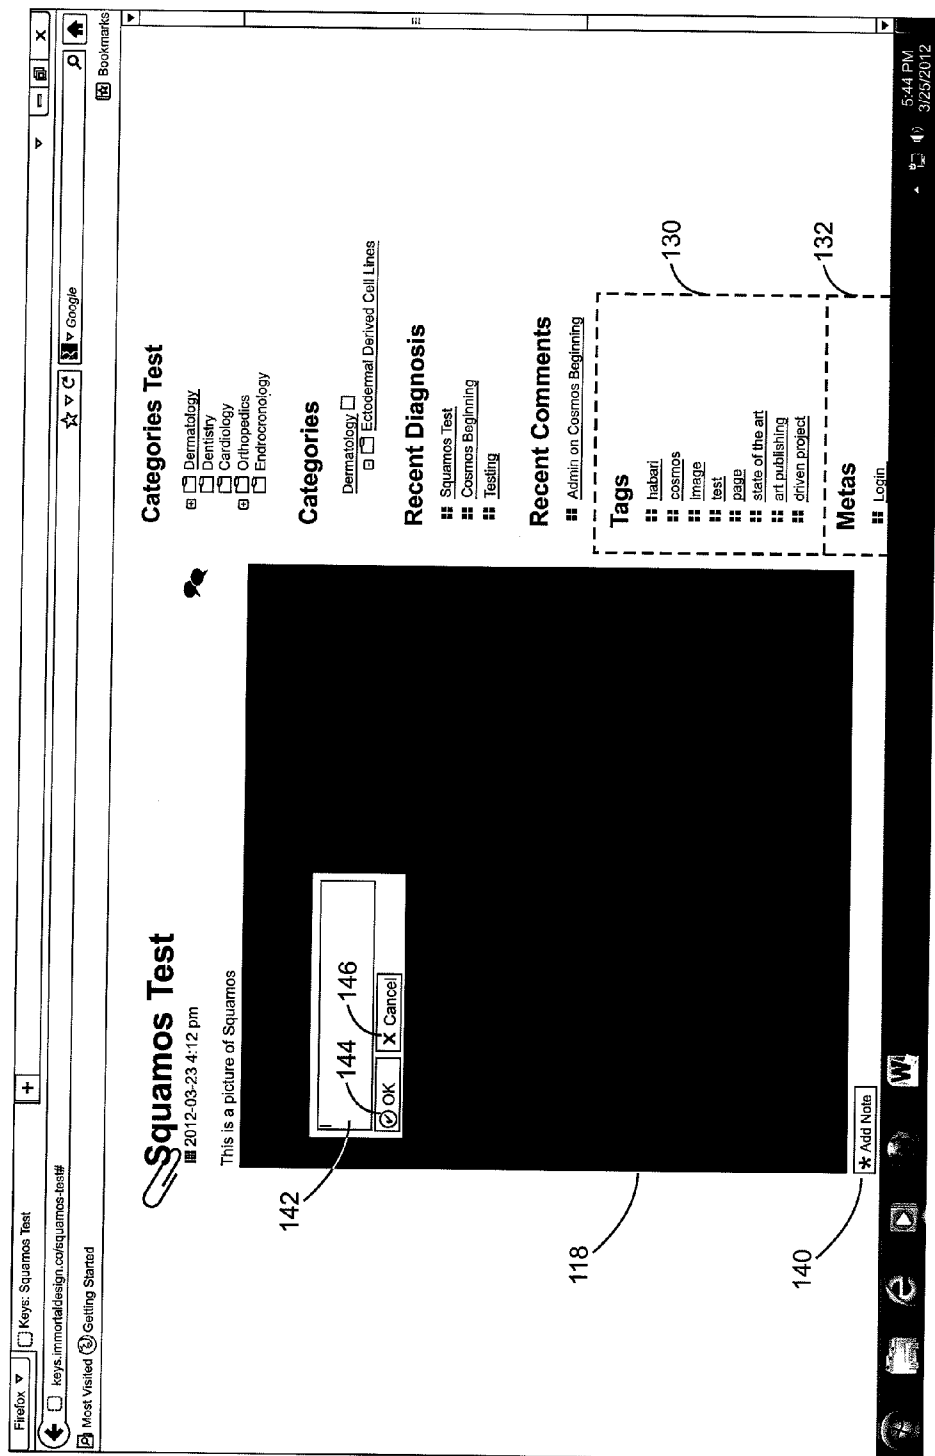 Firefox
Keys: Squamos Test
+
X
keys.immortaldesign.co/squamos-test#
Google
Most Visited Getting Started
Bookmarks
Squamos Test
2012-03-23 4:12 pm
This is a picture of Squamos
142
144
146
OK
X Cancel
118
140
* Add Note
Categories Test
Dermatology
Dentistry
Cardiology
Orthopedics
Endrocronology
Categories
Dermatology
Ectodermal Derived Cell Lines
Recent Diagnosis
Squamos Test
Cosmos Beginning
Testing
Recent Comments
Admin on Cosmos Beginning
130
Tags
habari
cosmos
image
test
page
state of the art
art publishing
driven project
132
Metas
Login
W
5:44 PM
3/25/2012